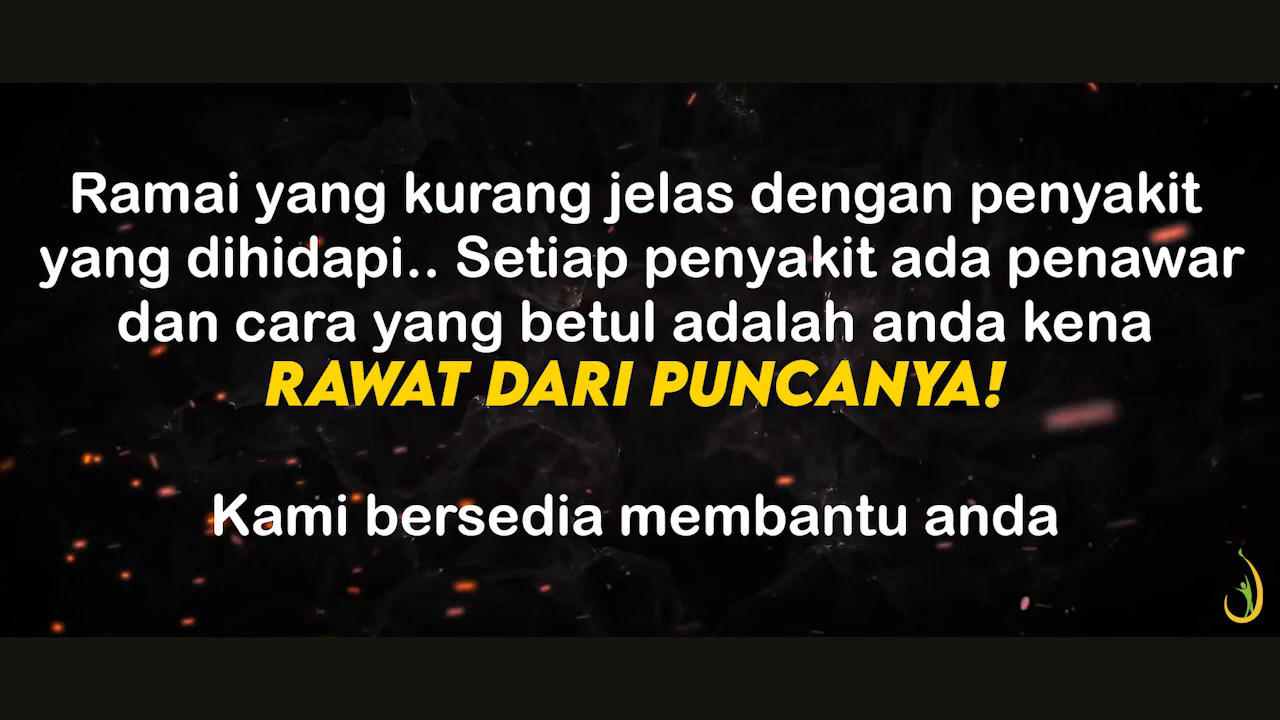 Ramai yang kurang jelas dengan penyakit
yang dihidapi.. Setiap penyakit ada penawar
dan cara yang betul adalah anda kena
RAWAT DARI PUNCANYA!
Kami bersedia membantu anda